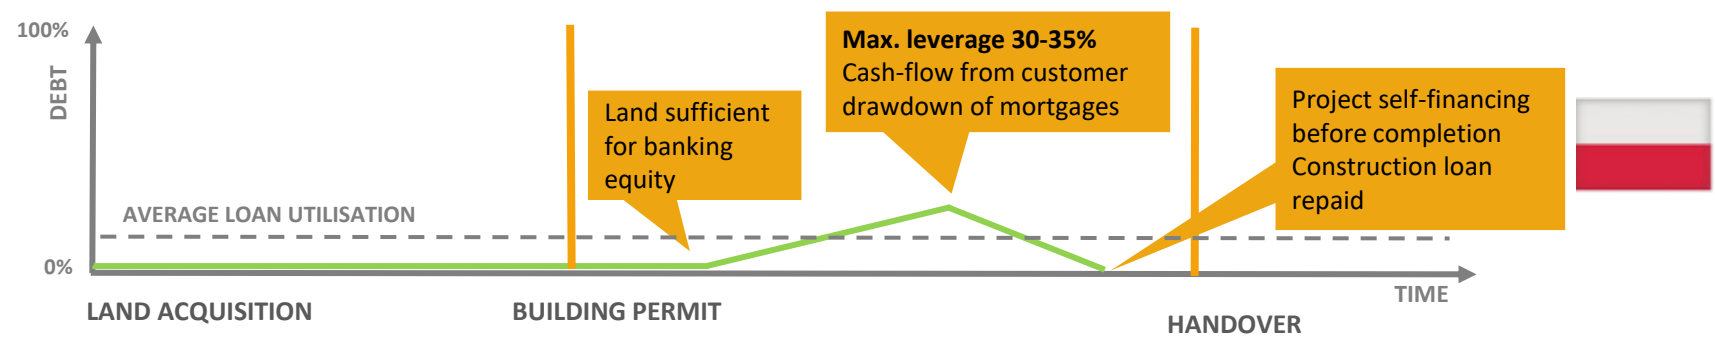 100%
DEBT
0%
AVERAGE LOAN UTILISATION
Land sufficient
for banking
equity
Max. leverage 30-35%
Cash-flow from customer
drawdown of mortgages
Project self-financing
before completion
Construction loan
repaid
TIME
LAND ACQUISITION
BUILDING PERMIT
HANDOVER